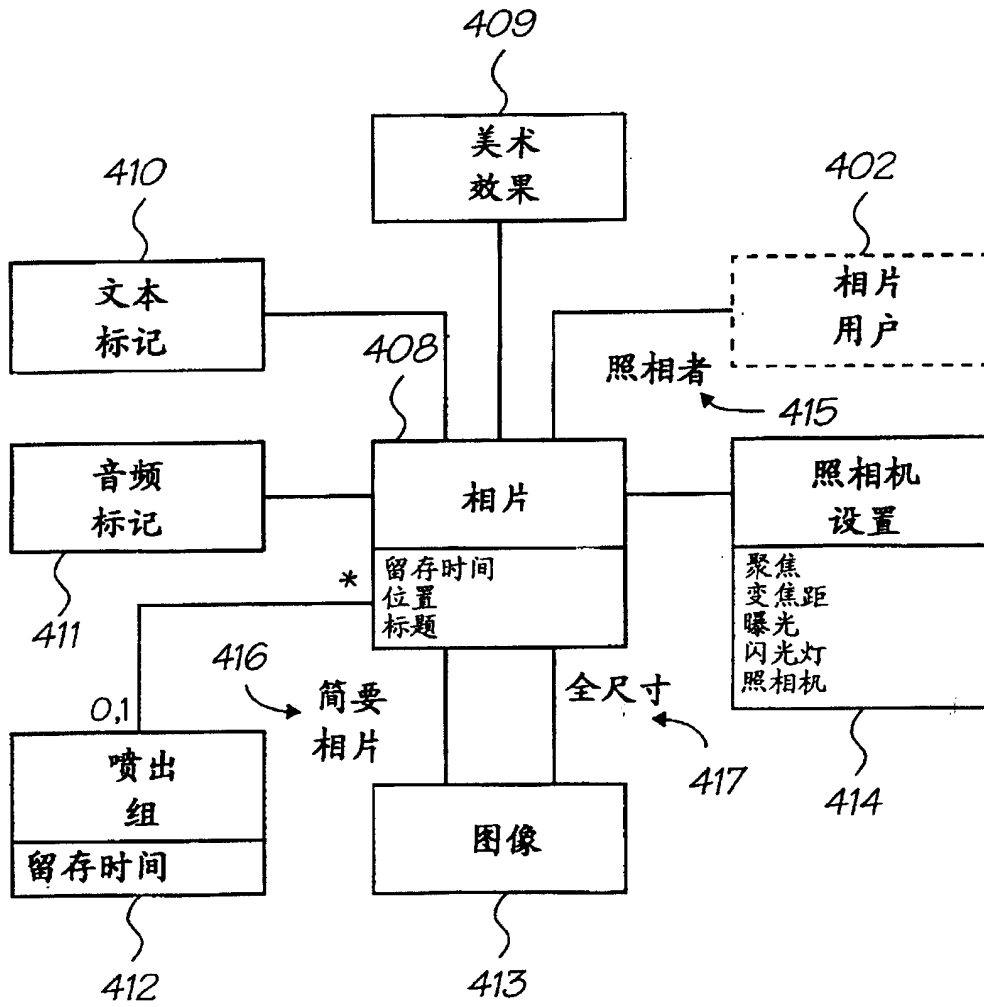 409
美术
效果
410
402
文本
标记
相片
用户
408
照相者
415
音频
标记
相片
照相机
设置
留存时间
位置
标题
*
聚焦
变焦距
曝光
闪光灯
照相机
411
416
0,1
简要
相片
全尺寸
417
414
喷出
组
留存时间
图像
412
413